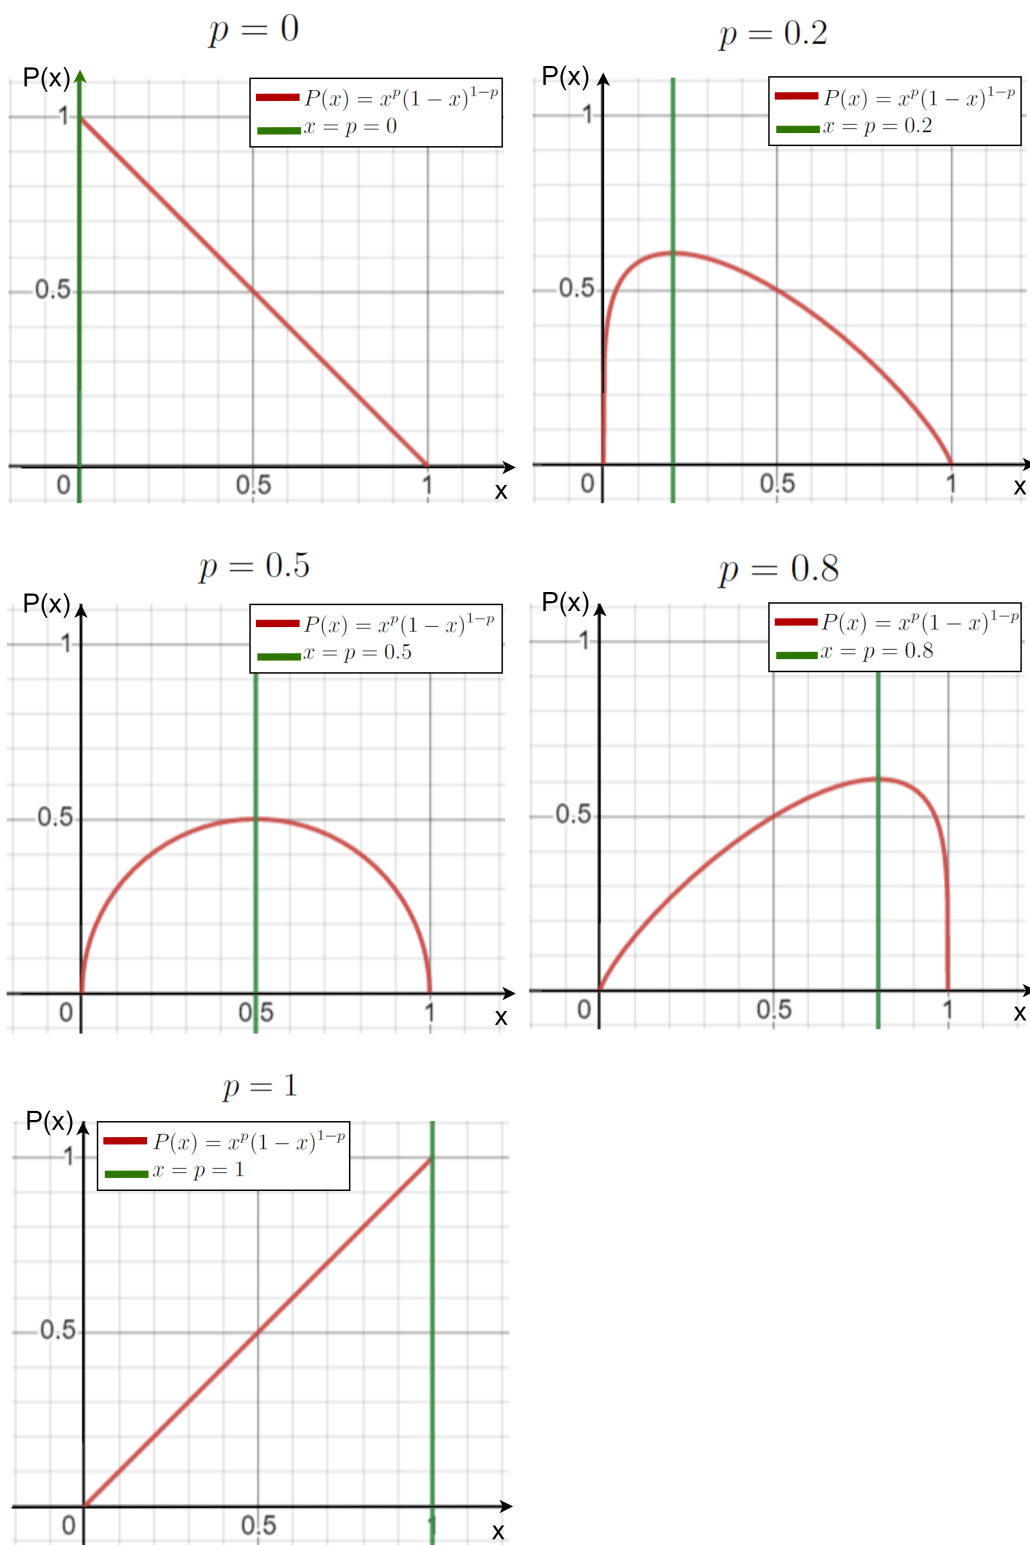 p = 0
P(x)
P(x) = x^p(1 − x)^{1−p}
x = p = 0
1
0.5
0
0.5
1
x
p = 0.2
P(x)
P(x) = x^p(1 − x)^{1−p}
x = p = 0.2
1
0.5
0
0.5
1
x
p = 0.5
P(x)
P(x) = x^p(1 − x)^{1−p}
x = p = 0.5
1
0.5
0
0.5
1
x
p = 0.8
P(x)
P(x) = x^p(1 − x)^{1−p}
x = p = 0.8
1
0.5
0
0.5
1
x
p = 1
P(x)
P(x) = x^p(1 − x)^{1−p}
x = p = 1
1
0.5
0
0.5
1
x